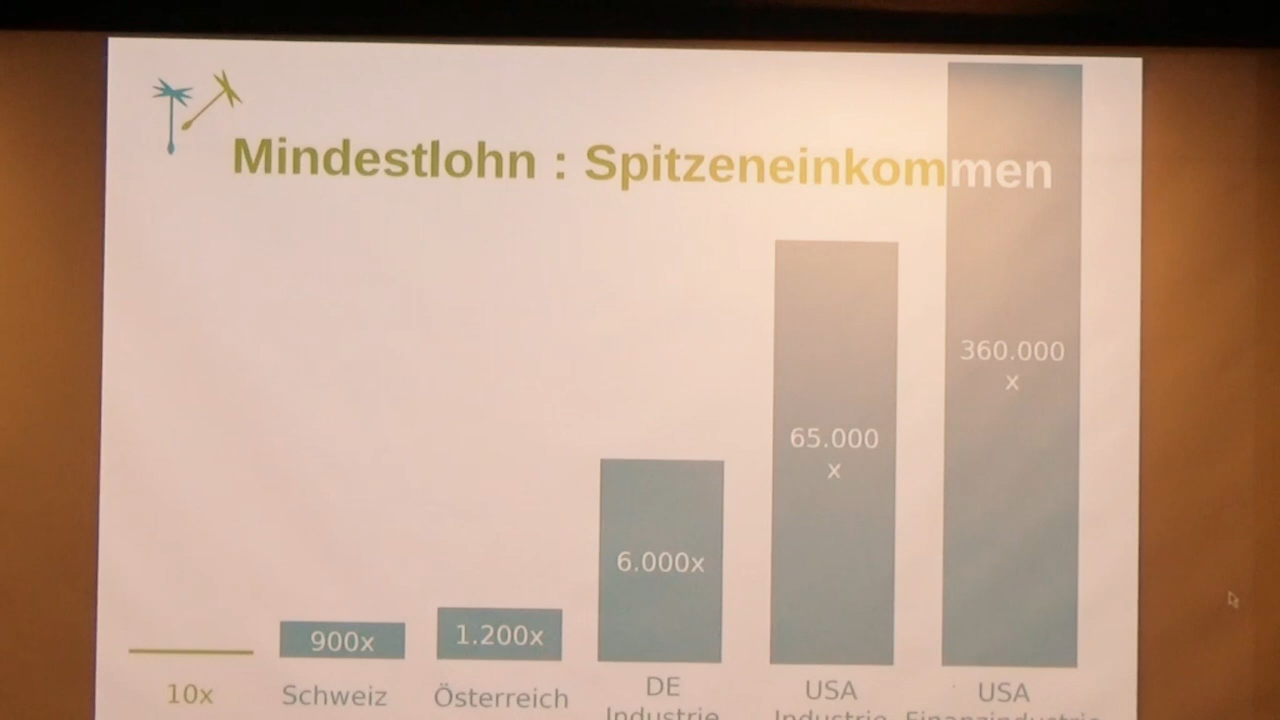 Mindestlohn : Spitzeneinkommen
360.000
x
65.000
x
6.000x
1.200x
900x
10x
Schweiz
Österreich
DE
Industrie
USA
Industrie
USA
Finanzindustrie